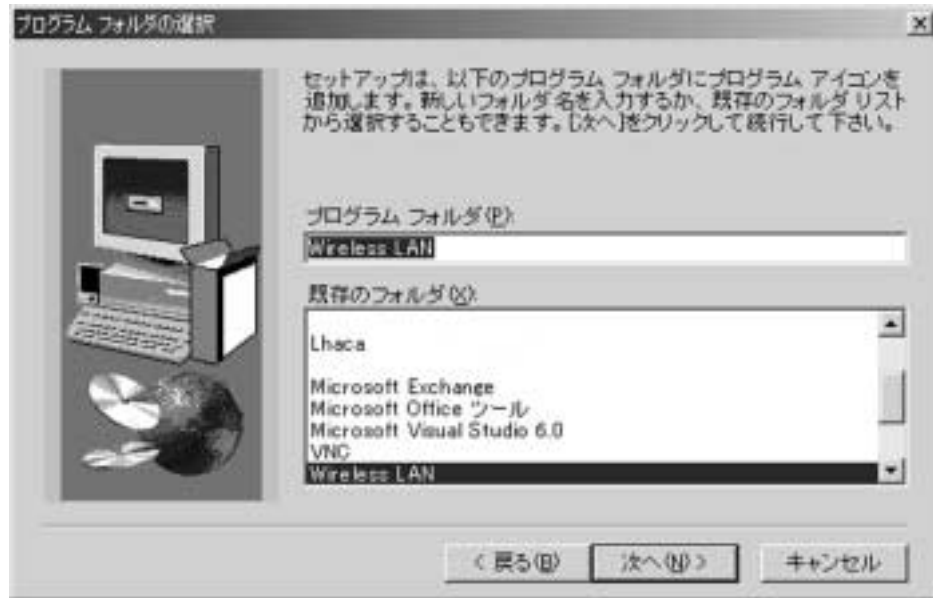 プログラム フォルダの選択
セットアップは、以下のプログラム フォルダにプログラム アイコンを
追加します。新しいフォルダ名を入力するか、既存のフォルダ リスト
から選択することもできます。[次へ]をクリックして続行して下さい。
プログラム フォルダ(P):
Wireless LAN
既存のフォルダ(X):
Lhaca
Microsoft Exchange
Microsoft Office ツール
Microsoft Visual Studio 6.0
VNC
Wireless LAN
< 戻る(B)
次へ(N) >
キャンセル